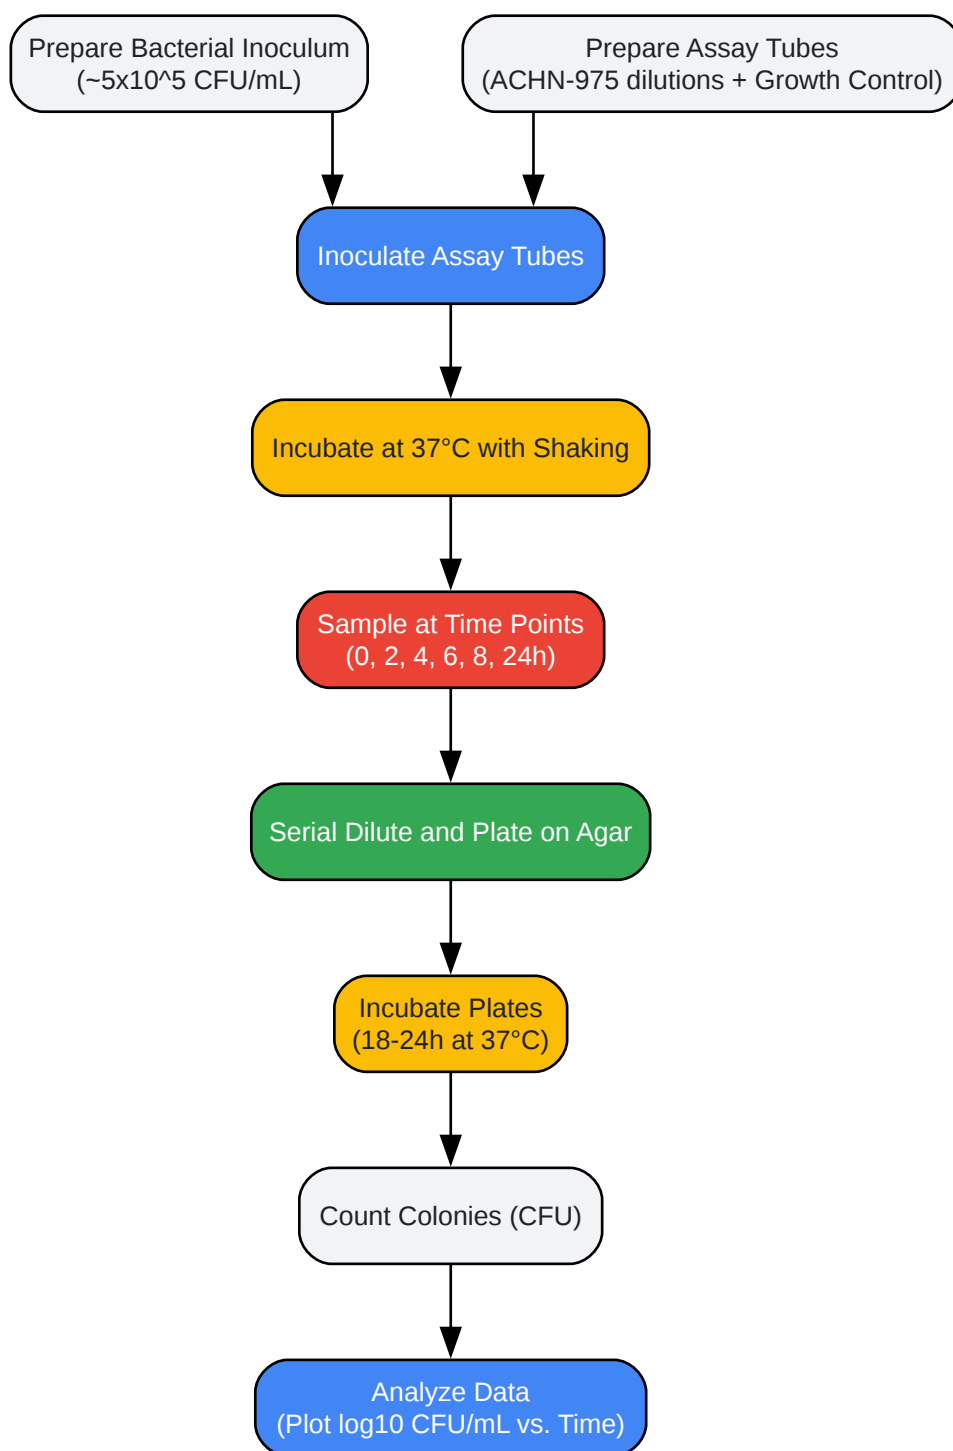 Prepare Bacterial Inoculum
(~5x10^5 CFU/mL)
Prepare Assay Tubes
(ACHN-975 dilutions + Growth Control)
Inoculate Assay Tubes
Incubate at 37°C with Shaking
Sample at Time Points
(0, 2, 4, 6, 8, 24h)
Serial Dilute and Plate on Agar
Incubate Plates
(18-24h at 37°C)
Count Colonies (CFU)
Analyze Data
(Plot log10 CFU/mL vs. Time)